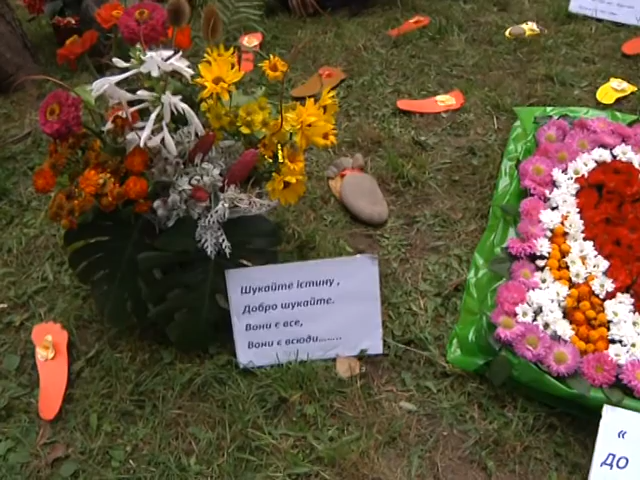 Шукайте істину ,
Добро шукайте.
Вони є все,
Вони є всюди.......
“
ДО